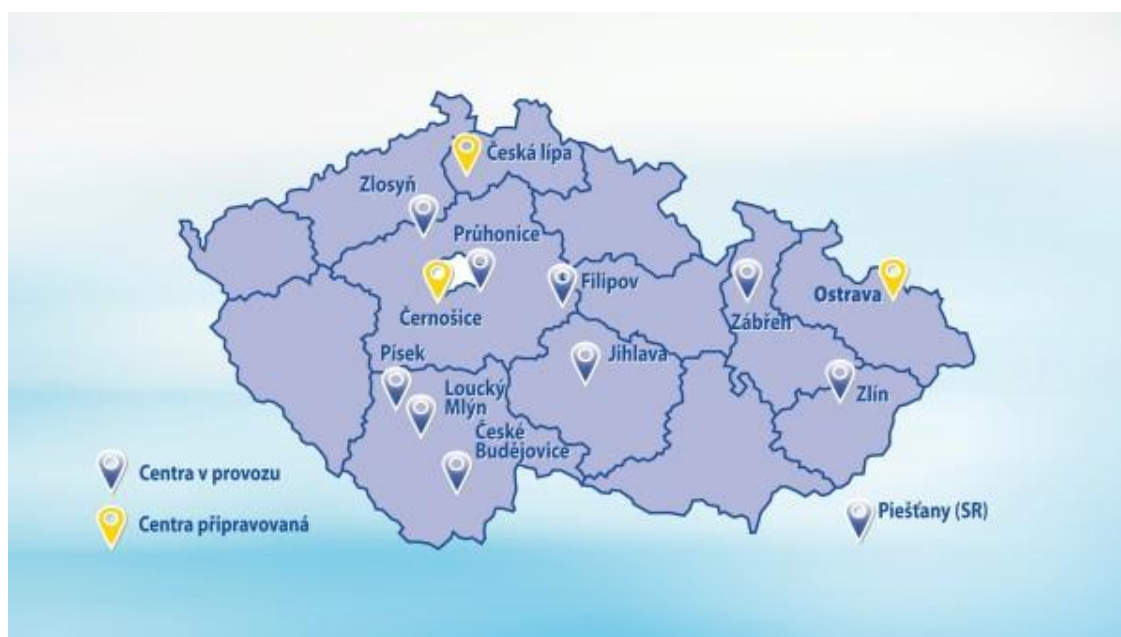 Česká lípa
Zlosyň
Průhonice
Filipov
Ostrava
Černošice
Zábřeh
Písek
Jihlava
Loucký
Mlýn
Zlín
České
Budějovice
Centra v provozu
Piešťany (SR)
Centra připravovaná